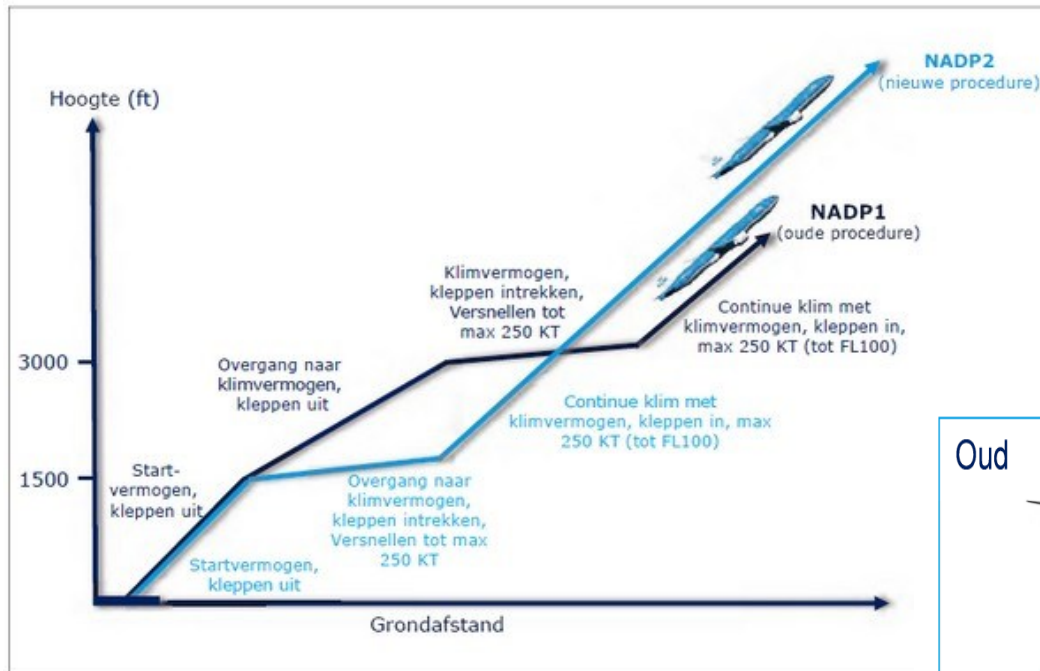 NADP2
(nieuwe procedure)
Hoogte (ft)
NADP1
(oude procedure)
Klimvermogen,
kleppen intrekken,
Versnellen tot
max 250 KT
Continue klim met
klimvermogen, kleppen in,
max 250 KT (tot FL100)
3000
Overgang naar
klimvermogen,
kleppen uit
Continue klim met
klimvermogen, kleppen in, max
250 KT (tot FL100)
1500
Start-
vermogen,
kleppen uit
Overgang naar
klimvermogen,
kleppen intrekken,
Versnellen tot max
250 KT
Startvermogen,
kleppen uit
Grondafstand
Oud